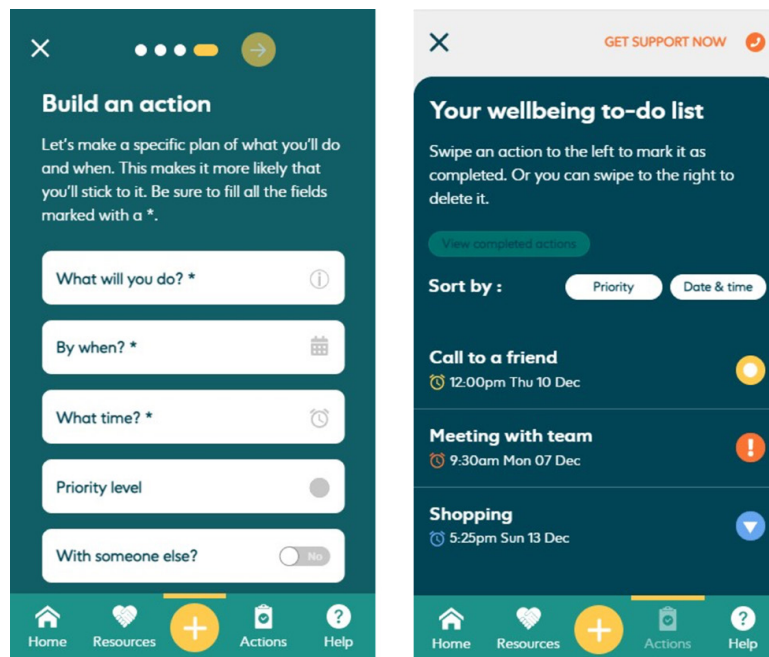 Build an action
Let's make a specific plan of what you'll do
and when. This makes it more likely that
you'll stick to it. Be sure to fill all the fields
marked with a *.
What will you do? *
By when? *
What time? *
Priority level
With someone else?
No
Home
Resources
Actions
Help
GET SUPPORT NOW
Your wellbeing to-do list
Swipe an action to the left to mark it as
completed. Or you can swipe to the right to
delete it.
View completed actions
Sort by :
Priority
Date & time
Call to a friend
12:00pm Thu 10 Dec
Meeting with team
9:30am Mon 07 Dec
Shopping
5:25pm Sun 13 Dec
Home
Resources
Actions
Help